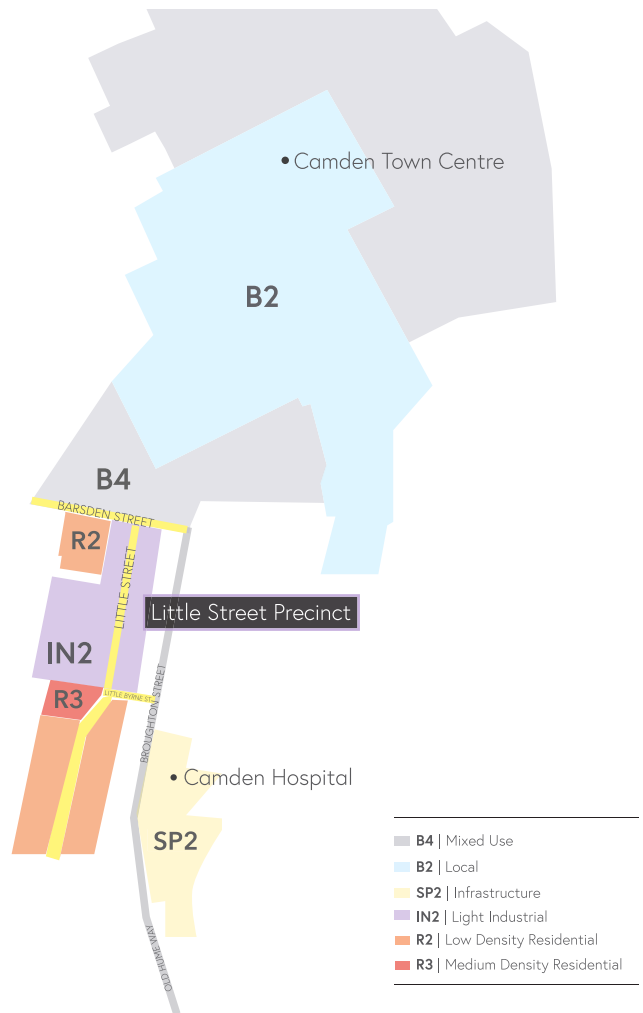 Camden Town Centre
B2
B4
BARSDEN STREET
R2
LITTLE STREET
Little Street Precinct
IN2
R3
LITTLE BYRNE ST
BROUGHTON STREET
Camden Hospital
SP2
OLD HUME WAY
B4 | Mixed Use
B2 | Local
SP2 | Infrastructure
IN2 | Light Industrial
R2 | Low Density Residential
R3 | Medium Density Residential